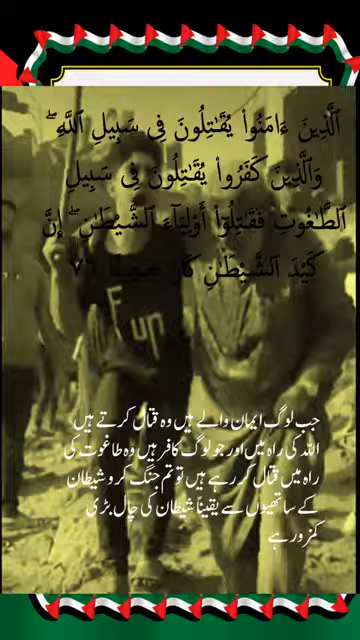 ٱلَّذِينَ ءَامَنُوا۟ يُقَـٰتِلُونَ فِى سَبِيلِ ٱللَّهِ ۖ
وَٱلَّذِينَ كَفَرُوا۟ يُقَـٰتِلُونَ فِى سَبِيلِ
ٱلطَّـٰغُوتِ فَقَـٰتِلُوٓا۟ أَوْلِيَآءَ ٱلشَّيْطَـٰنِ ۖ إِنَّ
كَيْدَ ٱلشَّيْطَـٰنِ كَانَ ضَعِيفًا ٧٦
Fun
جب لوگ ایمان والے ہیں وہ قتال کرتے ہیں
اللہ کی راہ میں اور جو لوگ کافر ہیں وہ طاغوت کی
راہ میں قتال کر رہے ہیں تو تم جنگ کرو شیطان
کے ساتھیوں سے یقیناً شیطان کی چال بڑی
کمزور ہے